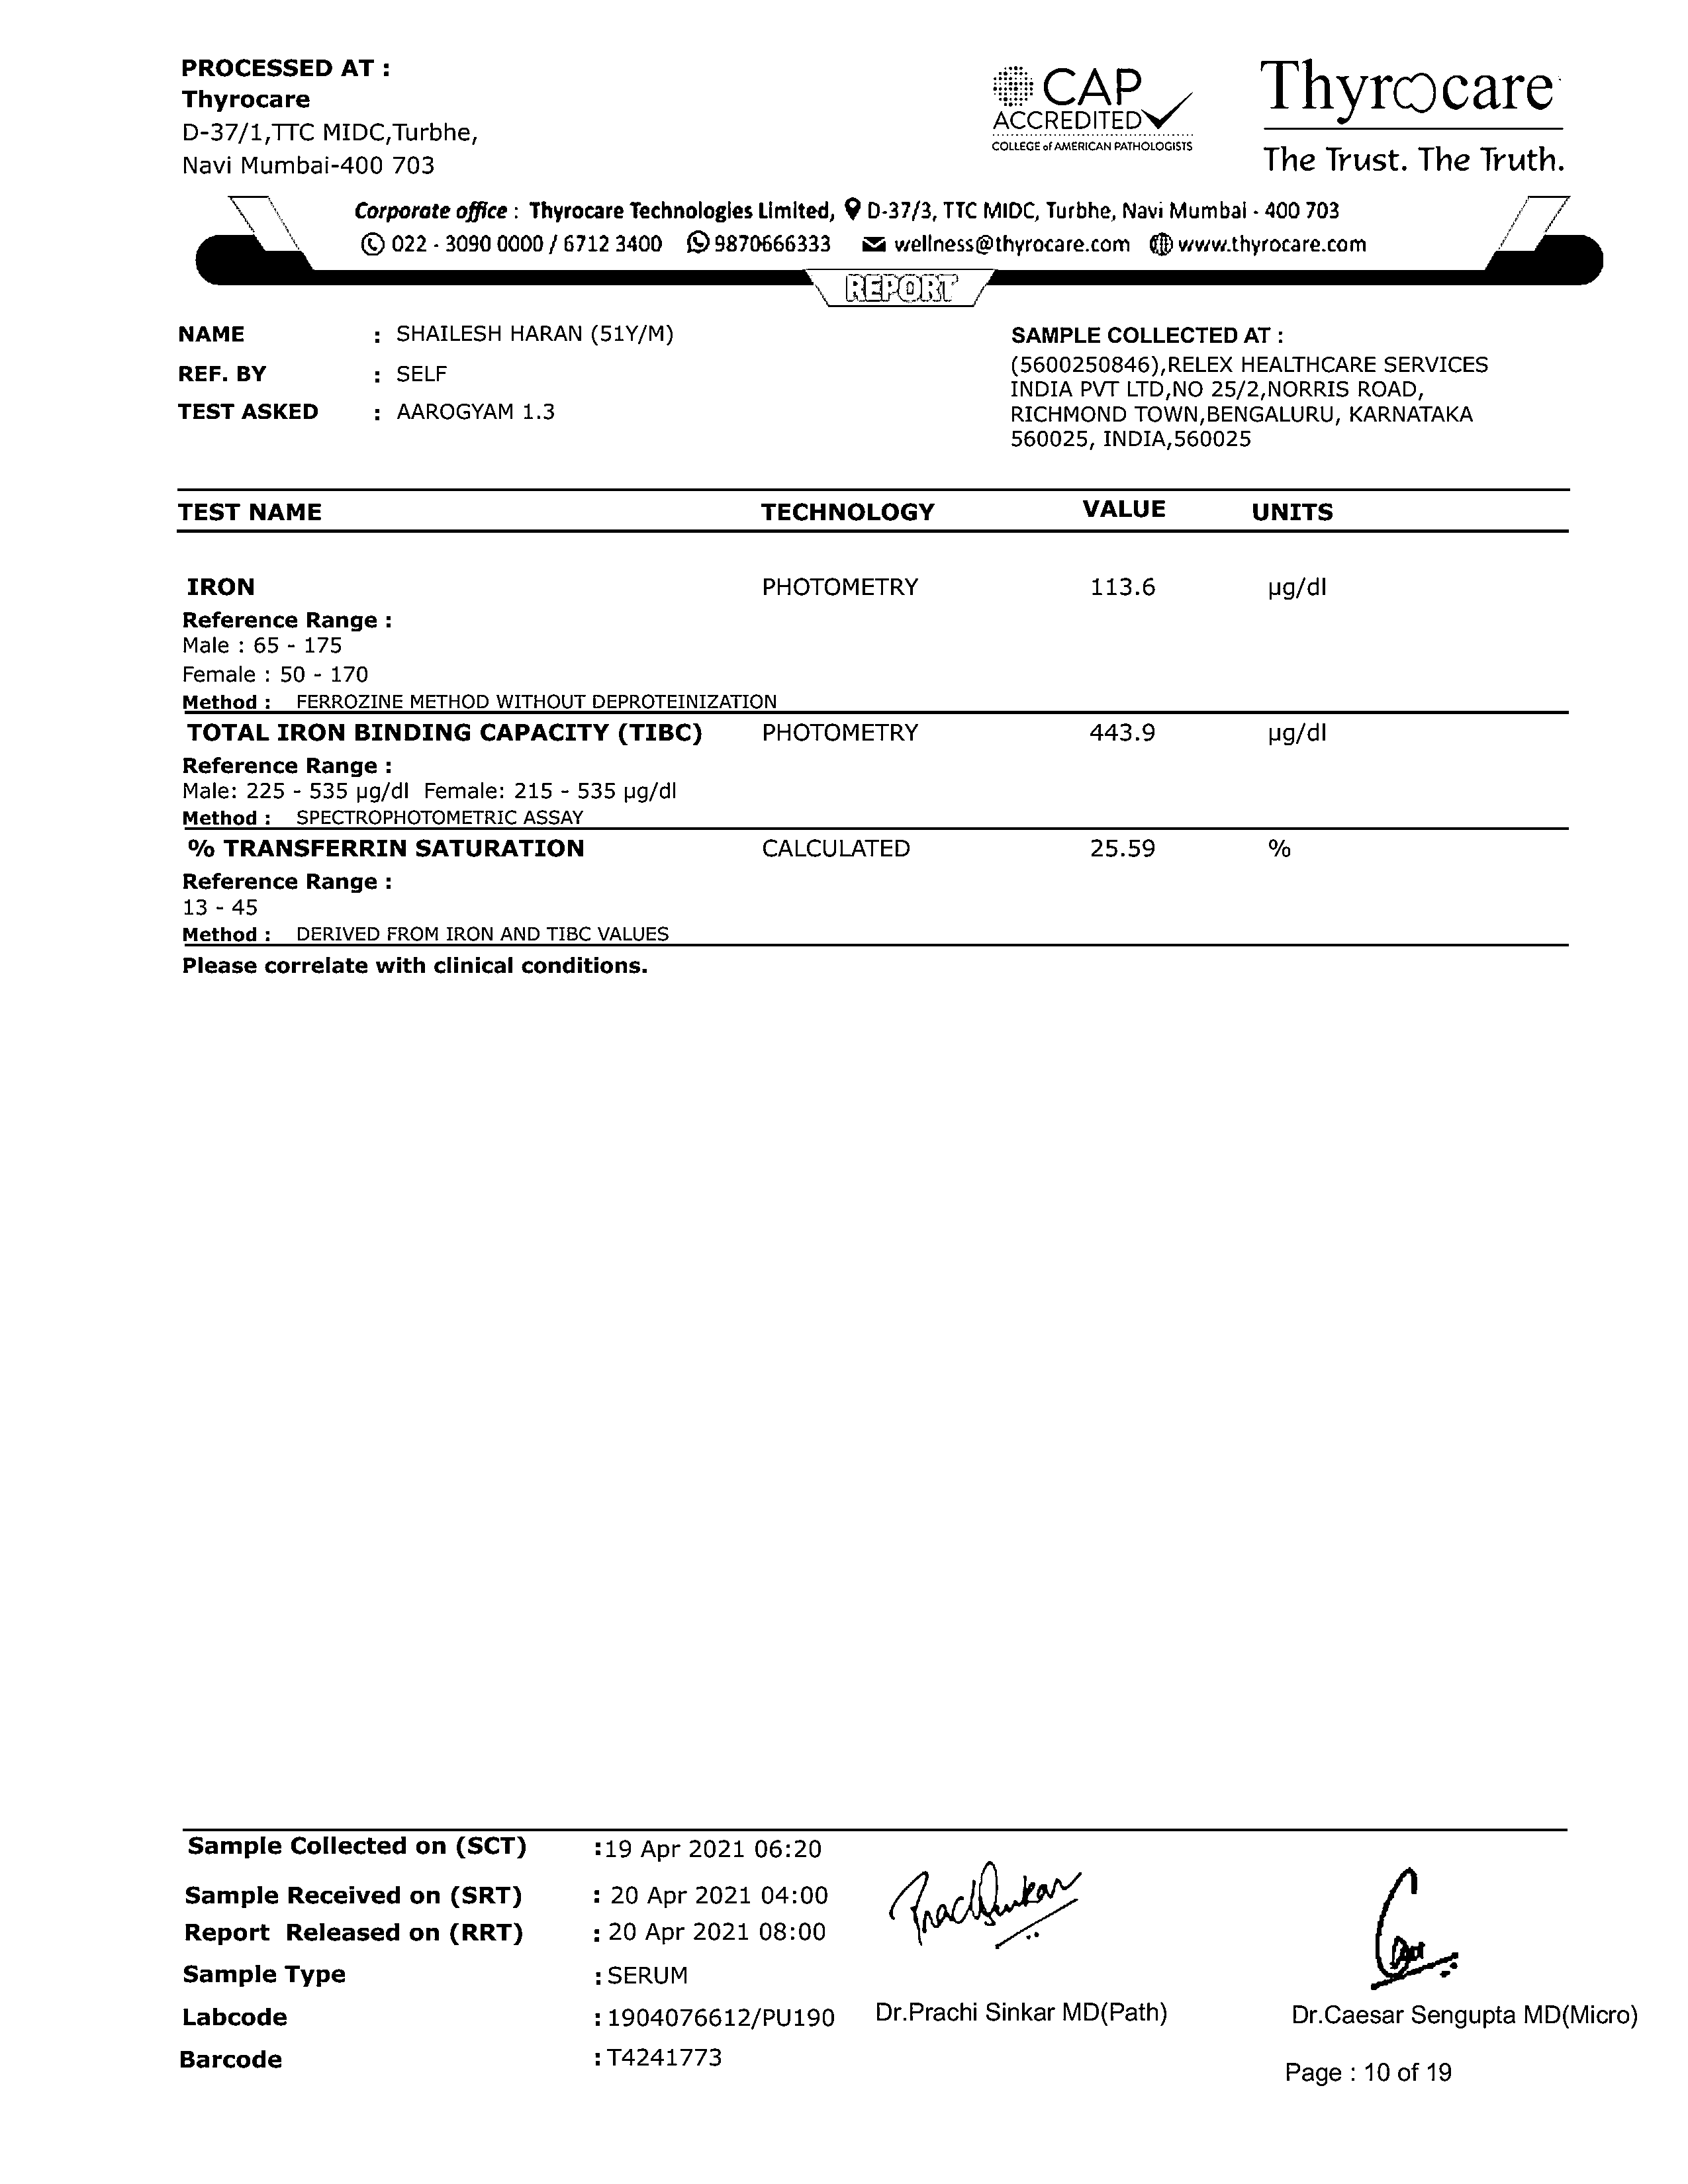 PROCESSED AT :
Thyrocare
D-37/1,TTC MIDC,Turbhe,
Navi Mumbai-400 703
CAP
ACCREDITED
COLLEGE of AMERICAN PATHOLOGISTS
Thyrocare
The Trust. The Truth.
Corporate office : Thyrocare Technologies Limited, D-37/3, TTC MIDC, Turbhe, Navi Mumbai - 400 703
022 - 3090 0000 / 6712 3400 9870666333 wellness@thyrocare.com www.thyrocare.com
REPORT
NAME : SHAILESH HARAN (51Y/M)
REF. BY : SELF
TEST ASKED : AAROGYAM 1.3
SAMPLE COLLECTED AT :
(5600250846),RELEX HEALTHCARE SERVICES
INDIA PVT LTD,NO 25/2,NORRIS ROAD,
RICHMOND TOWN,BENGALURU, KARNATAKA
560025, INDIA,560025
TEST NAME TECHNOLOGY VALUE UNITS
IRON PHOTOMETRY 113.6 µg/dl
Reference Range :
Male : 65 - 175
Female : 50 - 170
Method : FERROZINE METHOD WITHOUT DEPROTEINIZATION
TOTAL IRON BINDING CAPACITY (TIBC) PHOTOMETRY 443.9 µg/dl
Reference Range :
Male: 225 - 535 µg/dl Female: 215 - 535 µg/dl
Method : SPECTROPHOTOMETRIC ASSAY
% TRANSFERRIN SATURATION CALCULATED 25.59 %
Reference Range :
13 - 45
Method : DERIVED FROM IRON AND TIBC VALUES
Please correlate with clinical conditions.
Sample Collected on (SCT) :19 Apr 2021 06:20
Sample Received on (SRT) : 20 Apr 2021 04:00
Report Released on (RRT) : 20 Apr 2021 08:00
Sample Type : SERUM
Labcode : 1904076612/PU190
Barcode : T4241773
Dr.Prachi Sinkar MD(Path)
Dr.Caesar Sengupta MD(Micro)
Page : 10 of 19